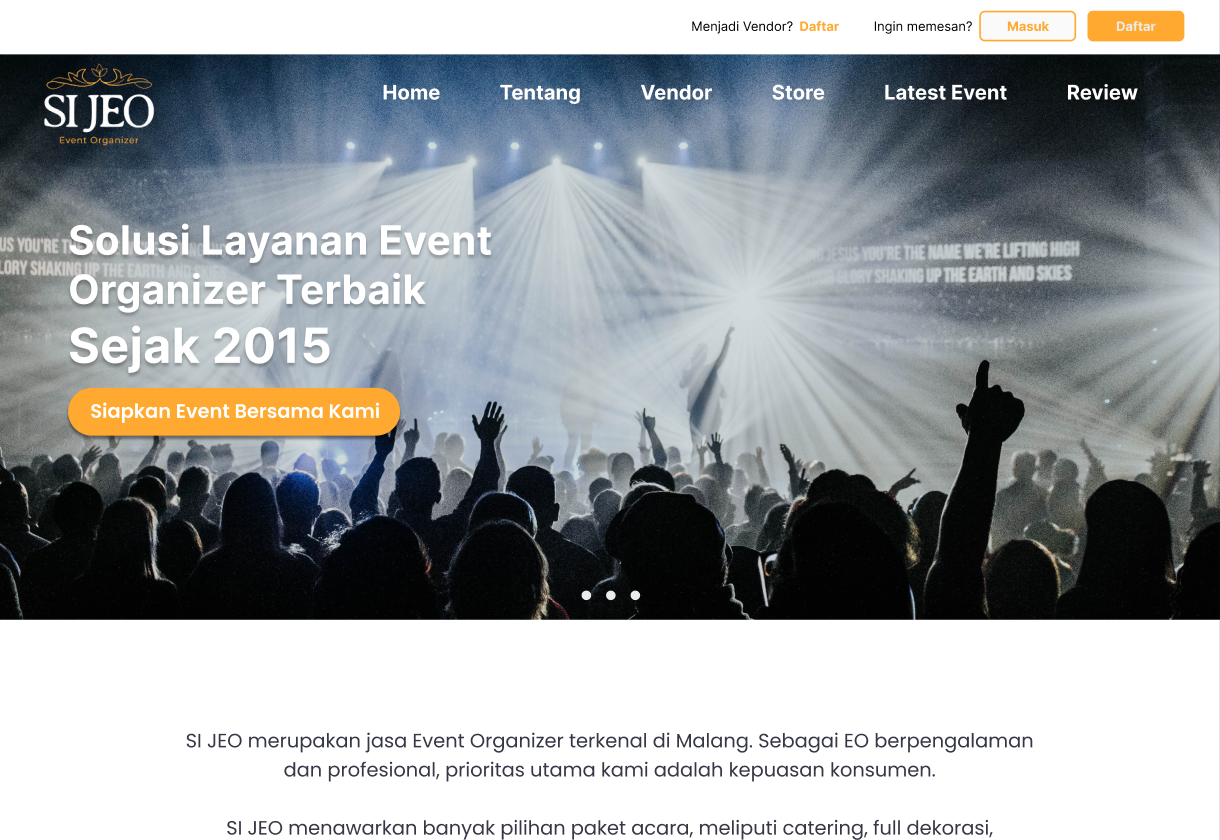 Menjadi Vendor? Daftar Ingin memesan? Masuk Daftar
SI JEO
Event Organizer
Home Tentang Vendor Store Latest Event Review
Solusi Layanan Event
Organizer Terbaik
Sejak 2015
Siapkan Event Bersama Kami
US YOU'RE
LORY SHAKING UP THE EARTH AND
JESUS YOU'RE THE NAME WE'RE LIFTING HIGH
GLORY SHAKING UP THE EARTH AND SKIES
SI JEO merupakan jasa Event Organizer terkenal di Malang. Sebagai EO berpengalaman
dan profesional, prioritas utama kami adalah kepuasan konsumen.
SI JEO menawarkan banyak pilihan paket acara, meliputi catering, full dekorasi,